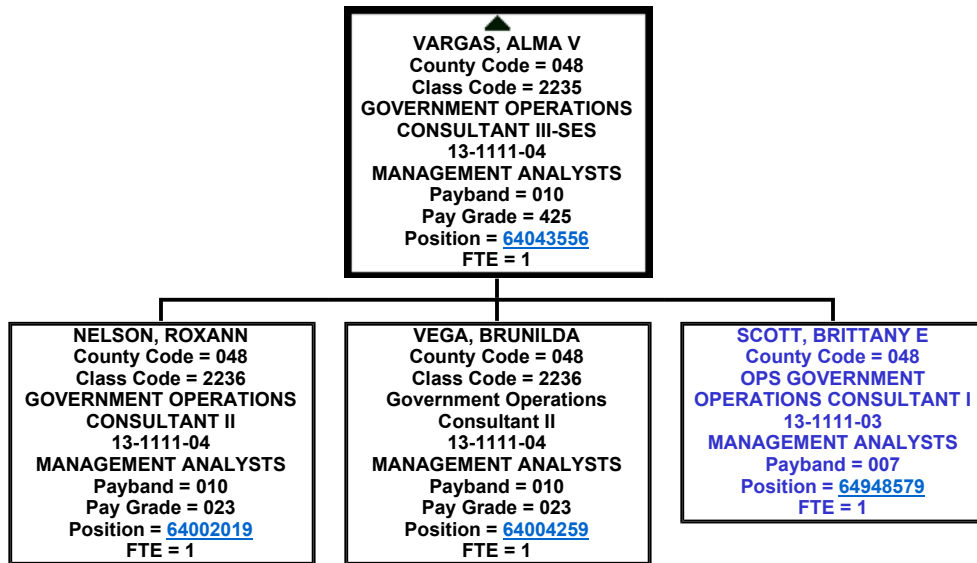 VARGAS, ALMA V
County Code = 048
Class Code = 2235
GOVERNMENT OPERATIONS
CONSULTANT III-SES
13-1111-04
MANAGEMENT ANALYSTS
Payband = 010
Pay Grade = 425
Position = 64043556
FTE = 1
NELSON, ROXANN
County Code = 048
Class Code = 2236
GOVERNMENT OPERATIONS
CONSULTANT II
13-1111-04
MANAGEMENT ANALYSTS
Payband = 010
Pay Grade = 023
Position = 64002019
FTE = 1
VEGA, BRUNILDA
County Code = 048
Class Code = 2236
Government Operations
Consultant II
13-1111-04
MANAGEMENT ANALYSTS
Payband = 010
Pay Grade = 023
Position = 64004259
FTE = 1
SCOTT, BRITTANY E
County Code = 048
OPS GOVERNMENT
OPERATIONS CONSULTANT I
13-1111-03
MANAGEMENT ANALYSTS
Payband = 007
Position = 64948579
FTE = 1